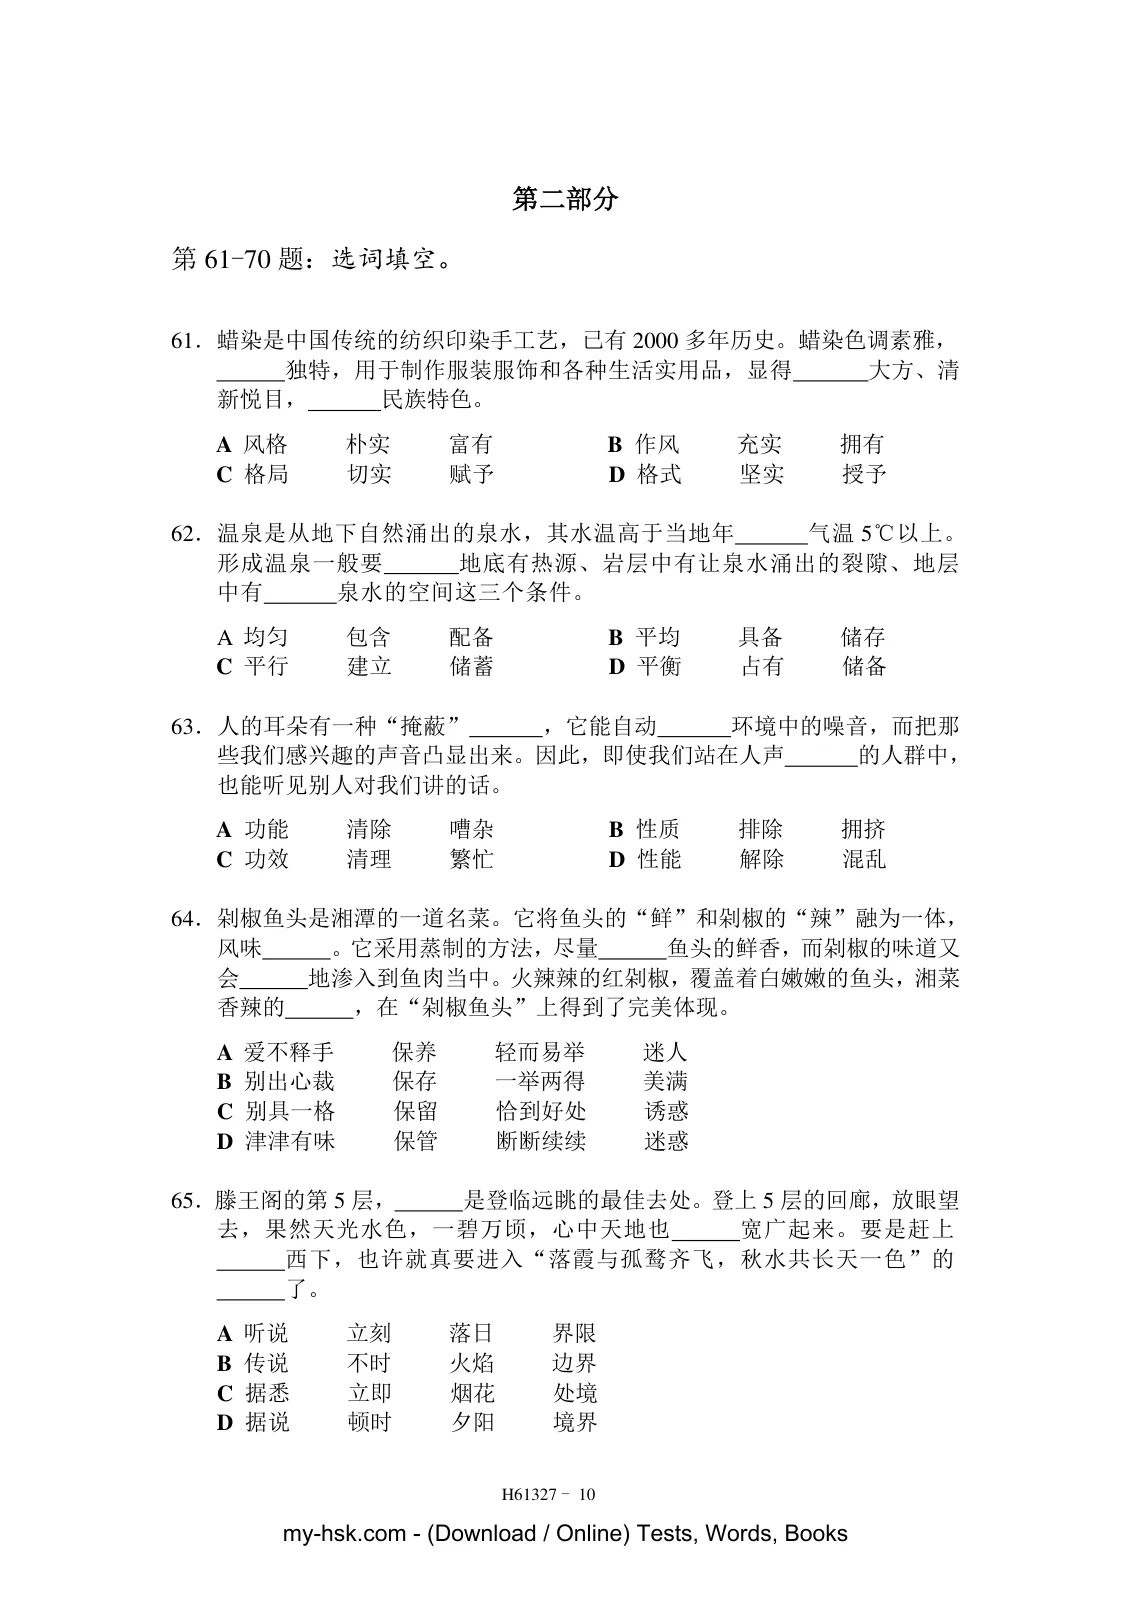 第二部分
第 61-70 题：选词填空。
61．蜡染是中国传统的纺织印染手工艺，已有 2000 多年历史。蜡染色调素雅，
______独特，用于制作服装服饰和各种生活实用品，显得______大方、清
新悦目，______民族特色。
A 风格 朴实 富有 B 作风 充实 拥有
C 格局 切实 赋予 D 格式 坚实 授予
62．温泉是从地下自然涌出的泉水，其水温高于当地年______气温 5℃以上。
形成温泉一般要______地底有热源、岩层中有让泉水涌出的裂隙、地层
中有______泉水的空间这三个条件。
A 均匀 包含 配备 B 平均 具备 储存
C 平行 建立 储蓄 D 平衡 占有 储备
63．人的耳朵有一种“掩蔽”______，它能自动______环境中的噪音，而把那
些我们感兴趣的声音凸显出来。因此，即使我们站在人声______的人群中，
也能听见别人对我们讲的话。
A 功能 清除 嘈杂 B 性质 排除 拥挤
C 功效 清理 繁忙 D 性能 解除 混乱
64．剁椒鱼头是湘潭的一道名菜。它将鱼头的“鲜”和剁椒的“辣”融为一体，
风味______。它采用蒸制的方法，尽量______鱼头的鲜香，而剁椒的味道又
会______地渗入到鱼肉当中。火辣辣的红剁椒，覆盖着白嫩嫩的鱼头，湘菜
香辣的______，在“剁椒鱼头”上得到了完美体现。
A 爱不释手 保养 轻而易举 迷人
B 别出心裁 保存 一举两得 美满
C 别具一格 保留 恰到好处 诱惑
D 津津有味 保管 断断续续 迷惑
65．滕王阁的第 5 层，______是登临远眺的最佳去处。登上 5 层的回廊，放眼望
去，果然天光水色，一碧万顷，心中天地也______宽广起来。要是赶上
______西下，也许就真要进入“落霞与孤鹜齐飞，秋水共长天一色”的
______了。
A 听说 立刻 落日 界限
B 传说 不时 火焰 边界
C 据悉 立即 烟花 处境
D 据说 顿时 夕阳 境界
H61327－ 10
my-hsk.com - (Download / Online) Tests, Words, Books